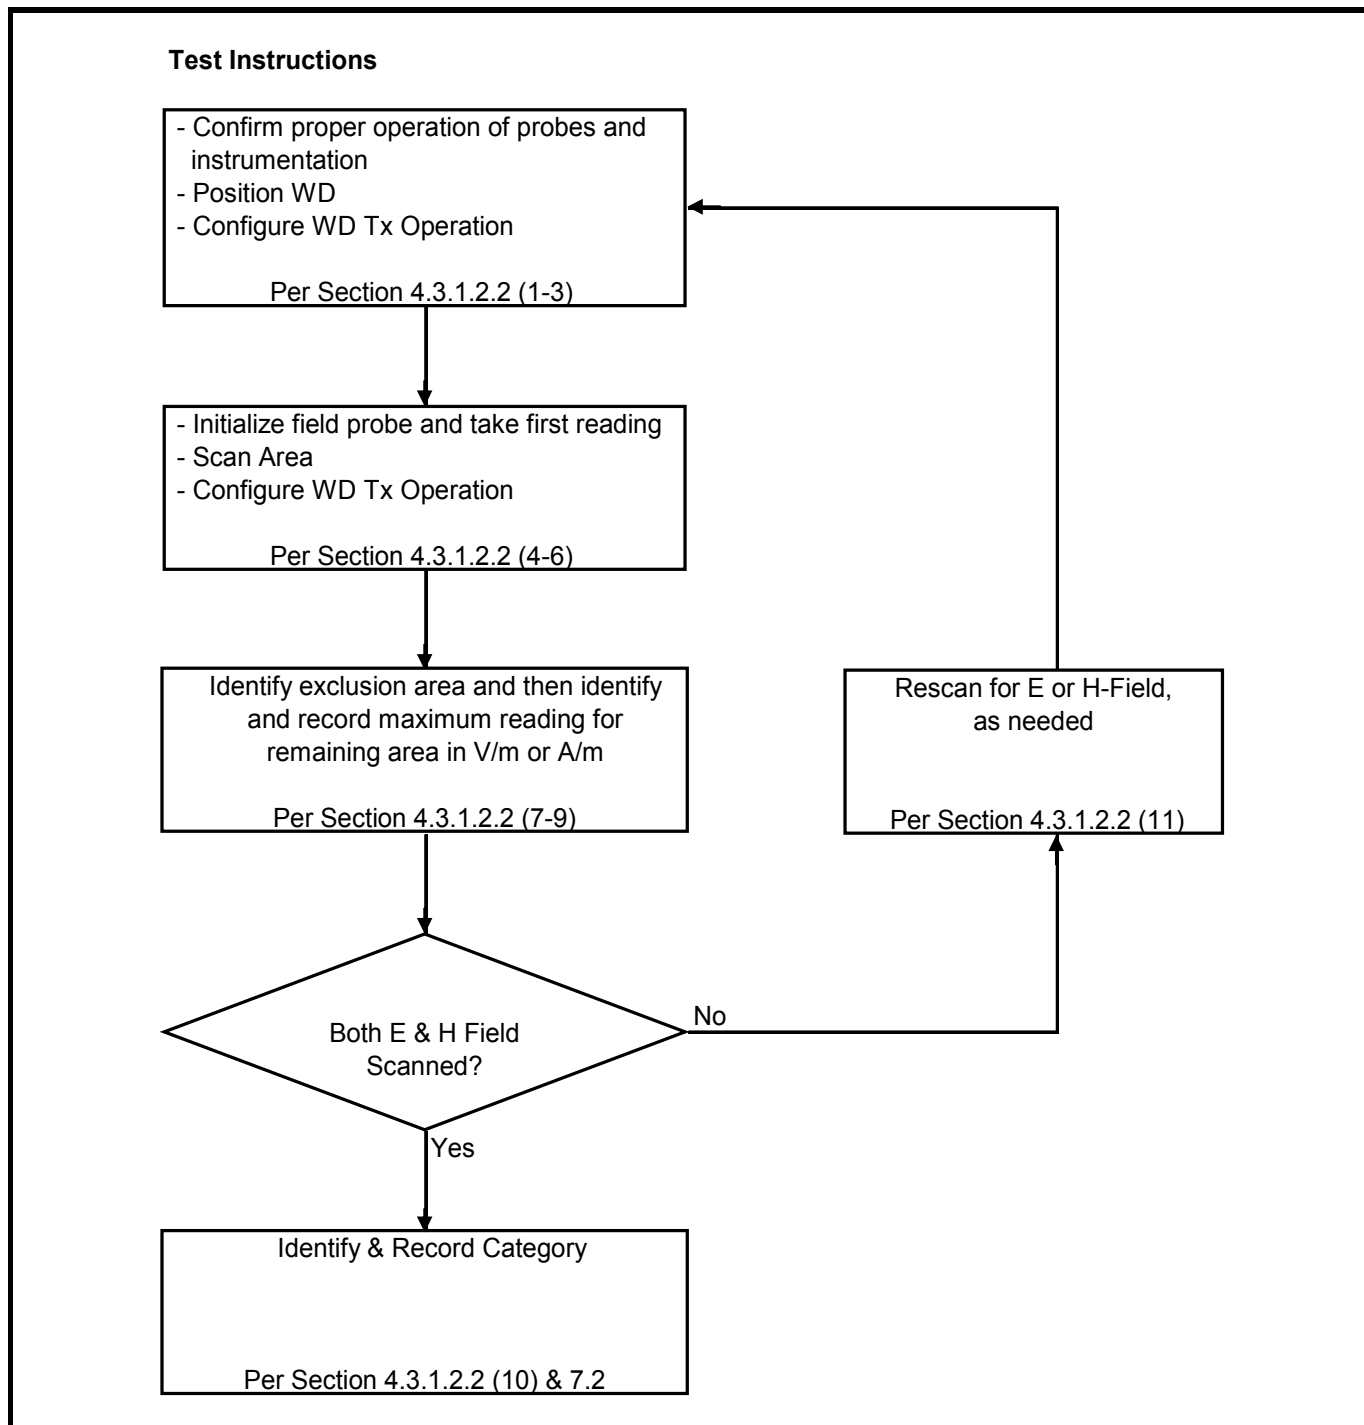 Test Instructions
- Confirm proper operation of probes and
instrumentation
- Position WD
- Configure WD Tx Operation
Per Section 4.3.1.2.2 (1-3)
- Initialize field probe and take first reading
- Scan Area
- Configure WD Tx Operation
Per Section 4.3.1.2.2 (4-6)
Identify exclusion area and then identify
and record maximum reading for
remaining area in V/m or A/m
Per Section 4.3.1.2.2 (7-9)
Rescan for E or H-Field,
as needed
Per Section 4.3.1.2.2 (11)
Both E & H Field
Scanned?
No
Yes
Identify & Record Category
Per Section 4.3.1.2.2 (10) & 7.2